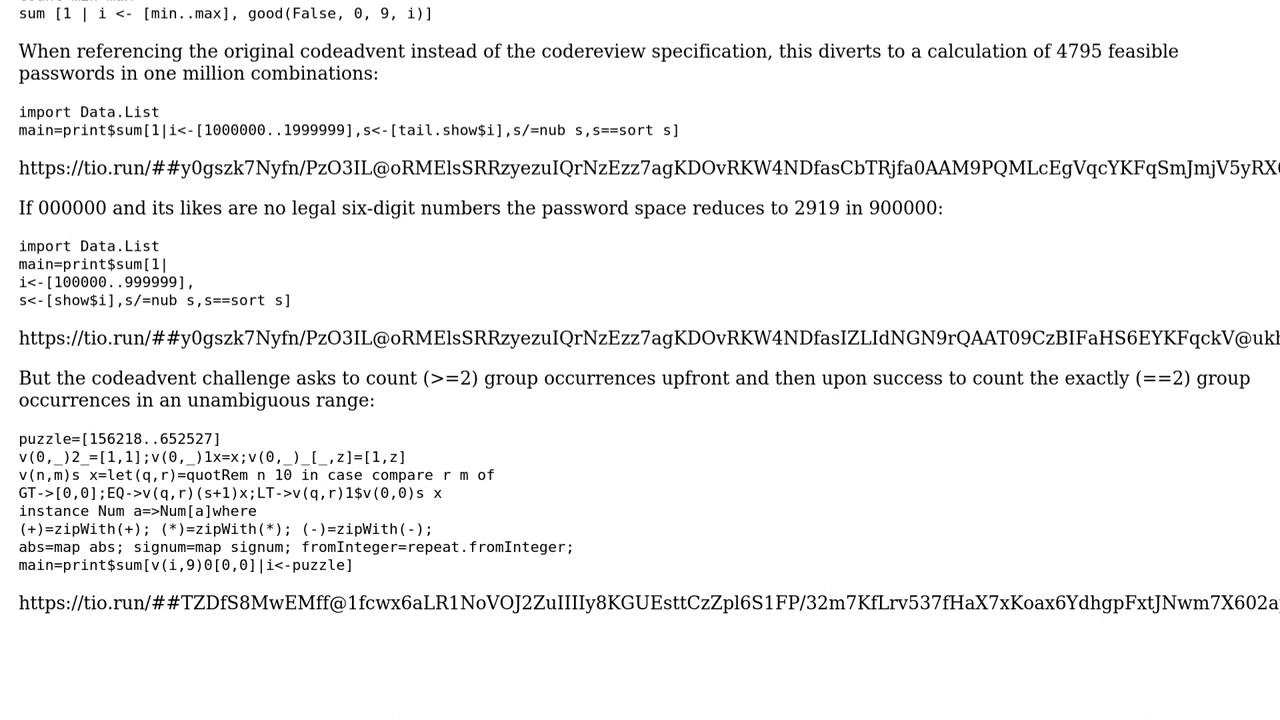 sum [1 | i <- [min..max], good(False, 0, 9, i)]
When referencing the original codeadvent instead of the codereview specification, this diverts to a calculation of 4795 feasible
passwords in one million combinations:
import Data.List
main=print$sum[1|i<-[1000000..1999999],s<-[tail.show$i],s/=nub s,s==sort s]
https://tio.run/##y0gszk7Nyfn/PzO3IL@oRMElsSRRzyezuIQrNzEzz7agKDOvRKW4NDfasCbTRjfa0AAM9PQMLcEgVqcYKFqSmJmjV5yRX
If 000000 and its likes are no legal six-digit numbers the password space reduces to 2919 in 900000:
import Data.List
main=print$sum[1|
i<-[100000..999999],
s<-[show$i],s/=nub s,s==sort s]
https://tio.run/##y0gszk7Nyfn/PzO3IL@oRMElsSRRzyezuIQrNzEzz7agKDOvRKW4NDfasIZLIdNGN9rQAAT09CzBIFaHS6EYKFqckV@uk
But the codeadvent challenge asks to count (>=2) group occurrences upfront and then upon success to count the exactly (==2) group
occurrences in an unambiguous range:
puzzle=[156218..652527]
v(0,_)2_=[1,1];v(0,_)1x=x;v(0,_)_[_,z]=[1,z]
v(n,m)s x=let(q,r)=quotRem n 10 in case compare r m of
GT->[0,0];EQ->v(q,r)(s+1)x;LT->v(q,r)1$v(0,0)s x
instance Num a=>Num[a]where
(+)=zipWith(+); (*)=zipWith(*); (-)=zipWith(-);
abs=map abs; signum=map signum; fromInteger=repeat.fromInteger;
main=print$sum[v(i,9)0[0,0]|i<-puzzle]
https://tio.run/##TZDfS8MwEMff@1fcwx6aLR1NoVOJ2ZuIIIIy8KGUEsttCzZpl6S1FP/32m7KfLrv537fHaX7xKoax6YdhgpFxtJNwm7X602a